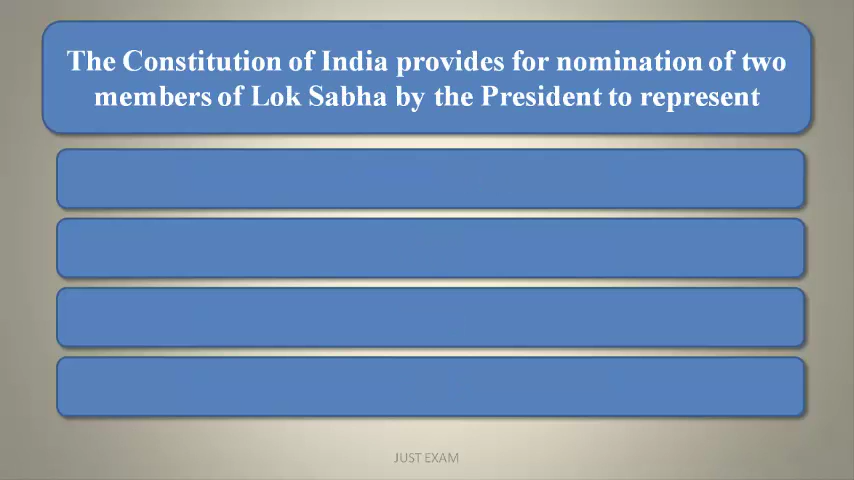 The Constitution of India provides for nomination of two
members of Lok Sabha by the President to represent
JUST EXAM